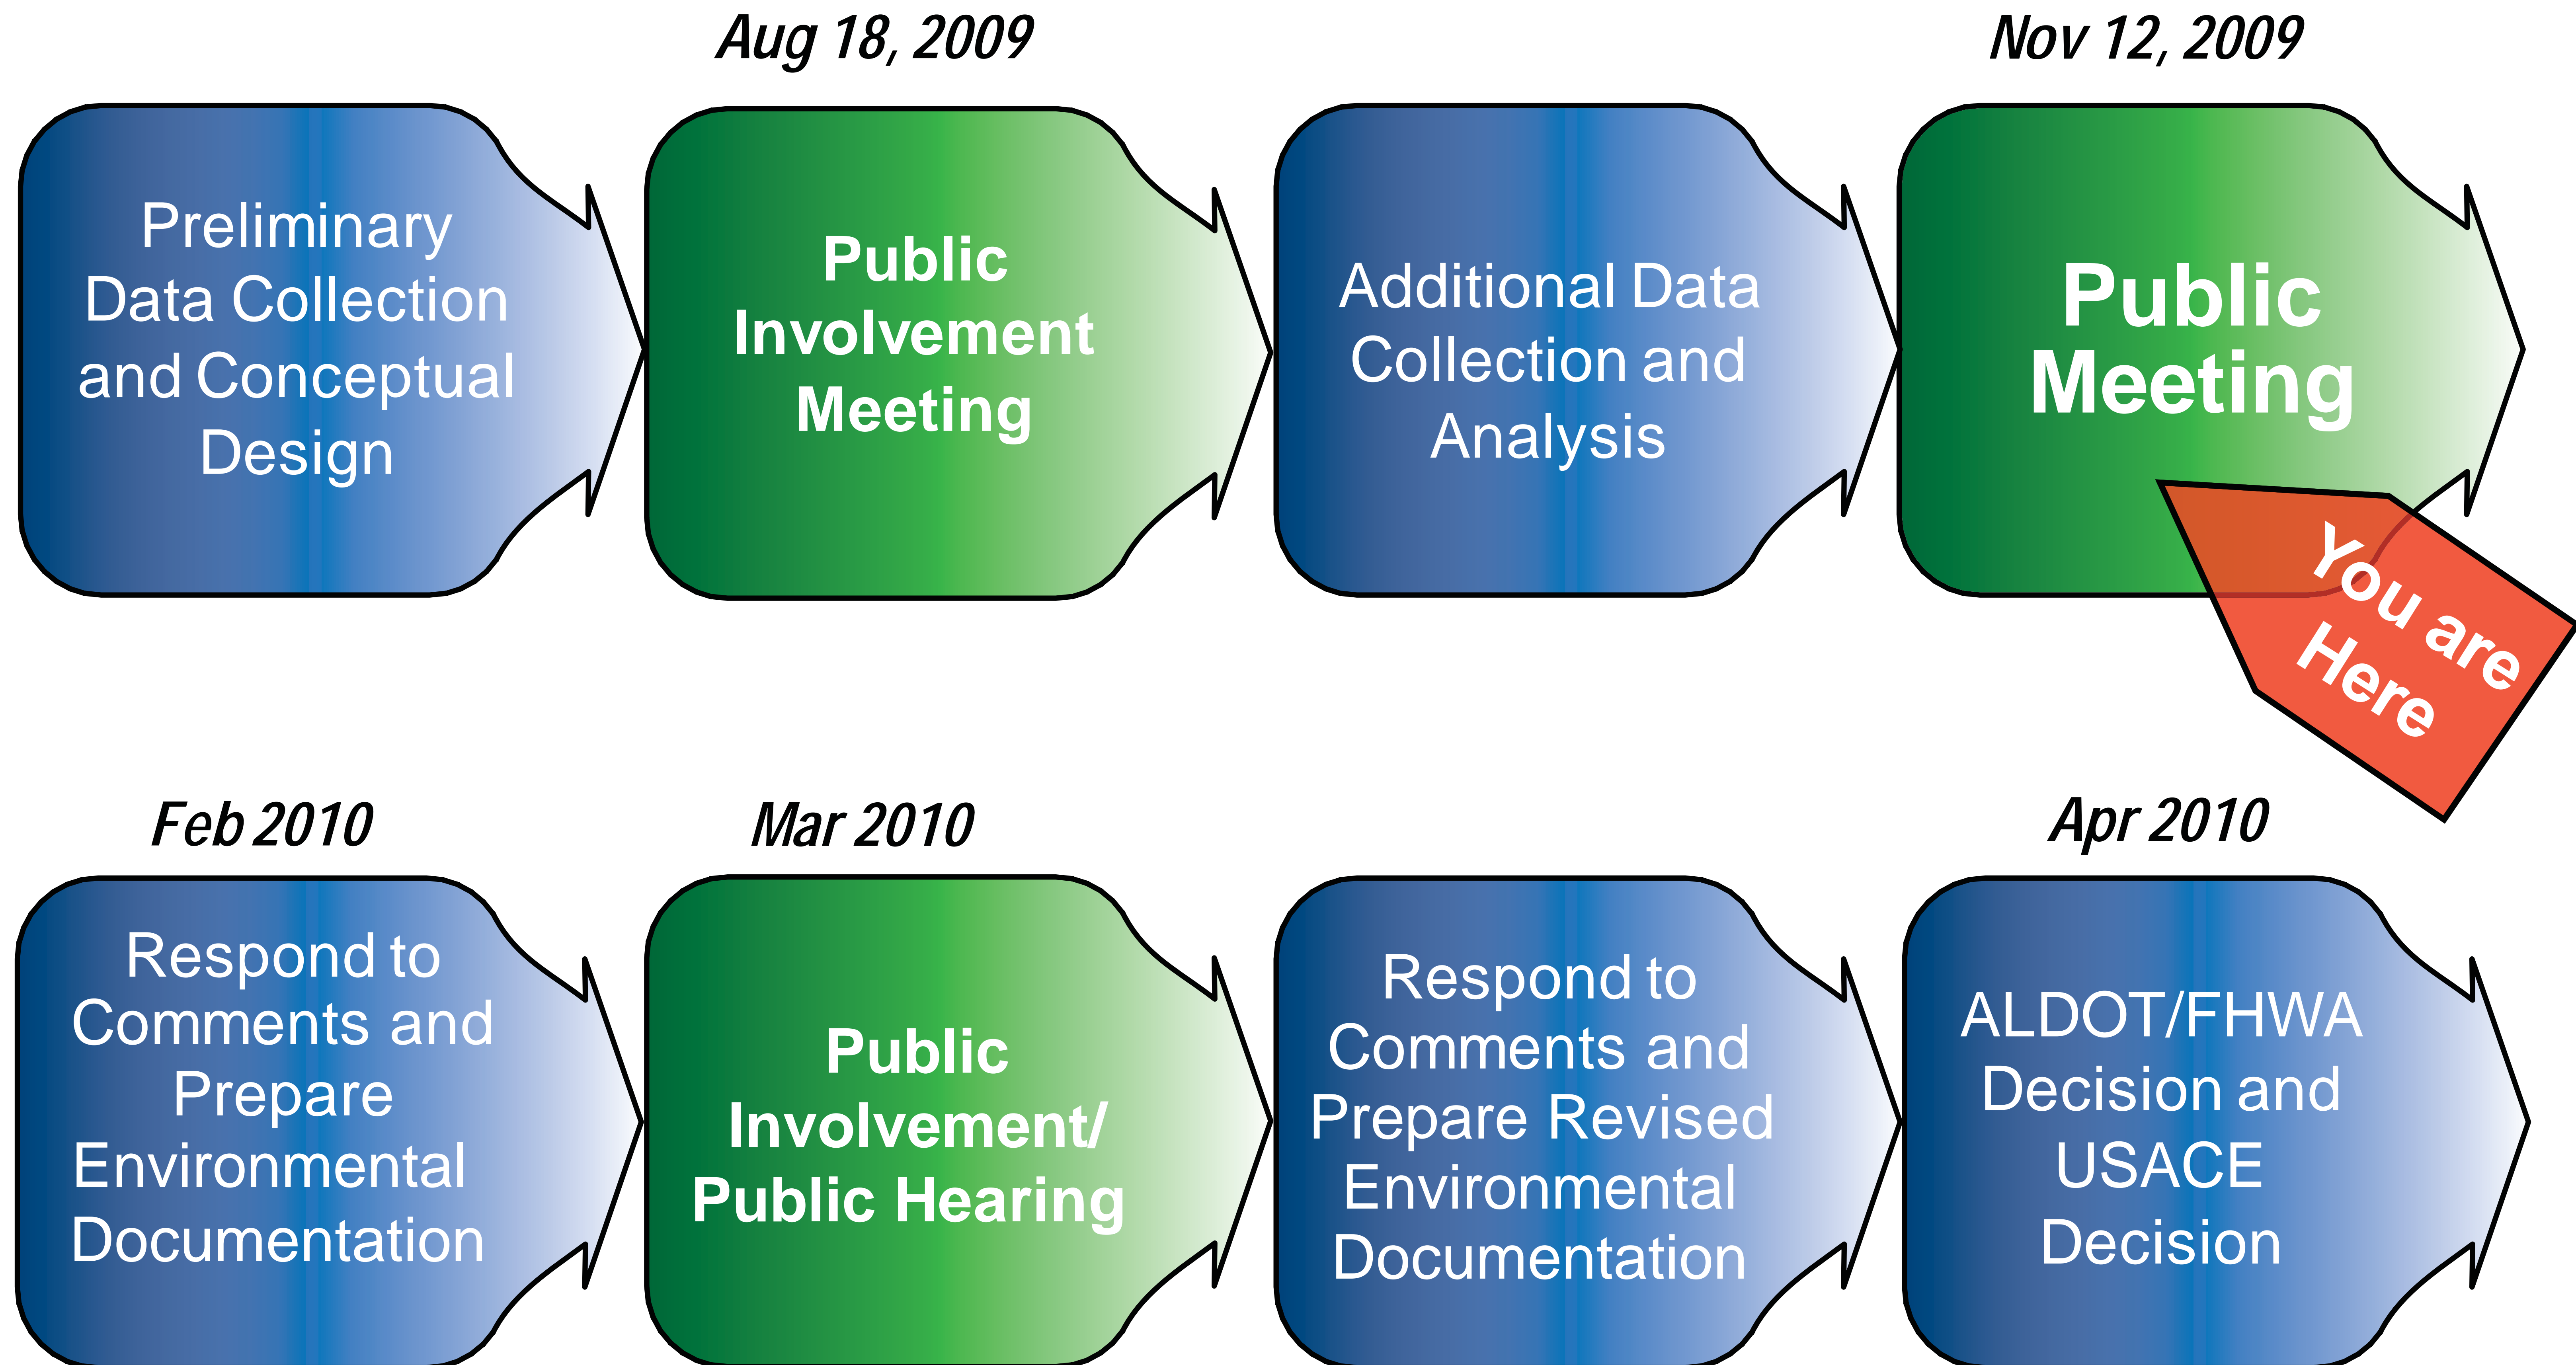 Aug 18, 2009
Nov 12, 2009
Preliminary
Data Collection
and Conceptual
Design
Public
Involvement
Meeting
Additional Data
Collection and
Analysis
Public
Meeting
You are
Here
Feb 2010
Mar 2010
Apr 2010
Respond to
Comments and
Prepare
Environmental
Documentation
Public
Involvement/
Public Hearing
Respond to
Comments and
Prepare Revised
Environmental
Documentation
ALDOT/FHWA
Decision and
USACE
Decision